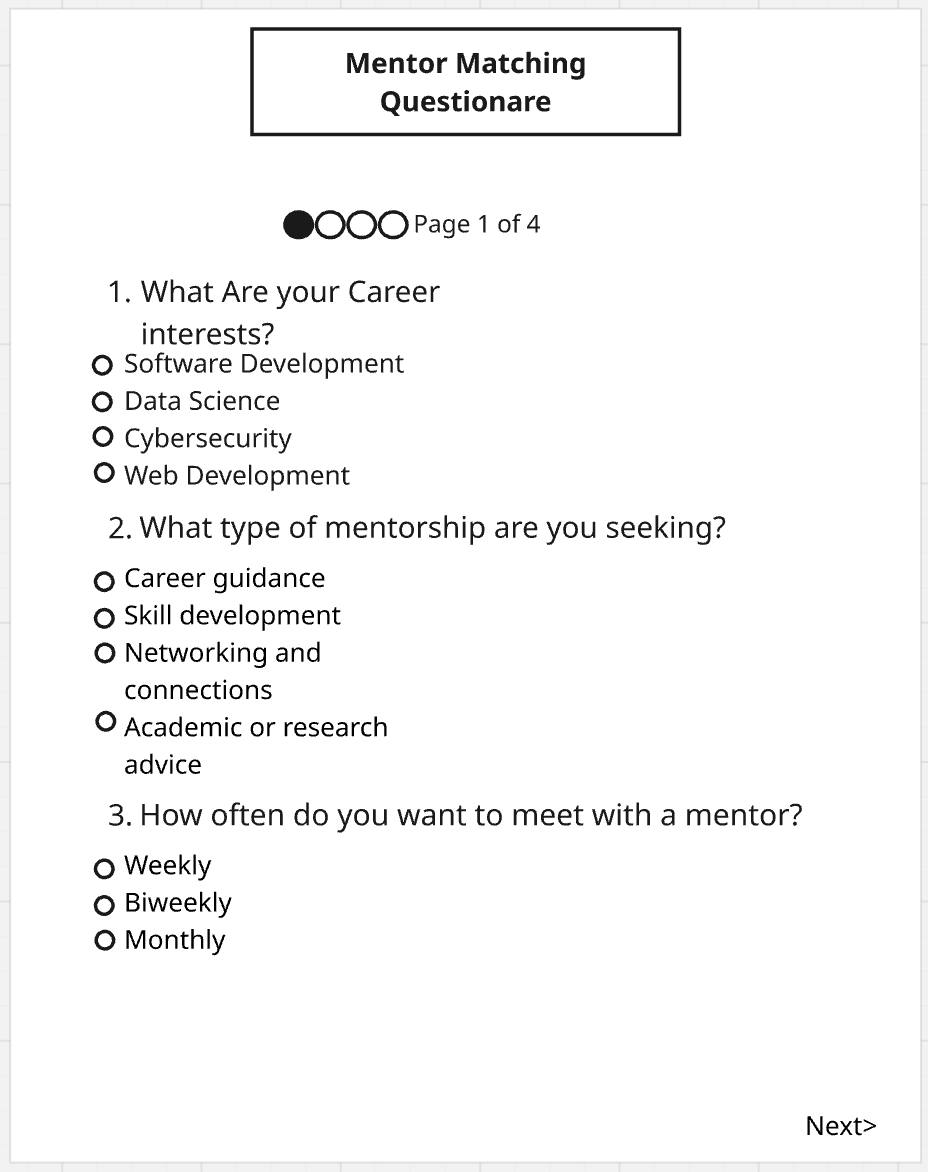 Mentor Matching
Questionare
Page 1 of 4
1. What Are your Career
interests?
Software Development
Data Science
Cybersecurity
Web Development
2. What type of mentorship are you seeking?
Career guidance
Skill development
Networking and
connections
Academic or research
advice
3. How often do you want to meet with a mentor?
Weekly
Biweekly
Monthly
Next>